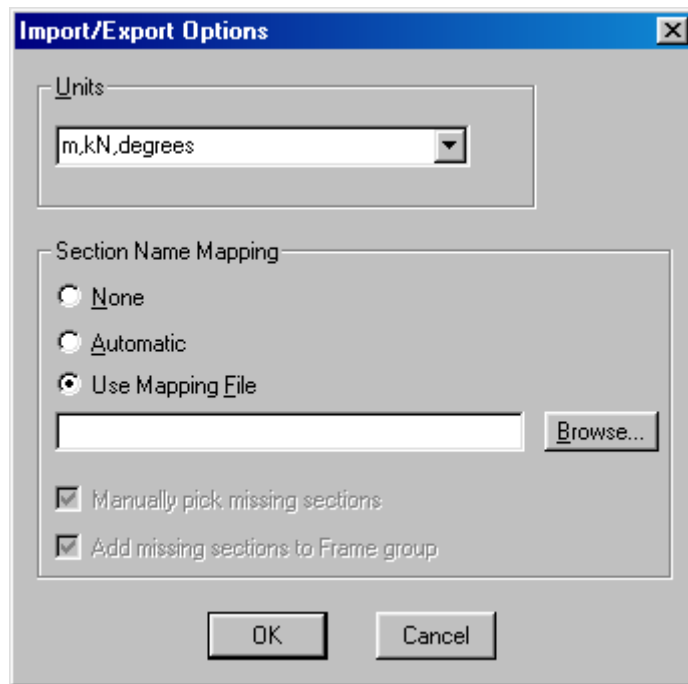 Import/Export Options
Units
m,kN,degrees
Section Name Mapping
None
Automatic
Use Mapping File
Browse...
Manually pick missing sections
Add missing sections to Frame group
OK
Cancel